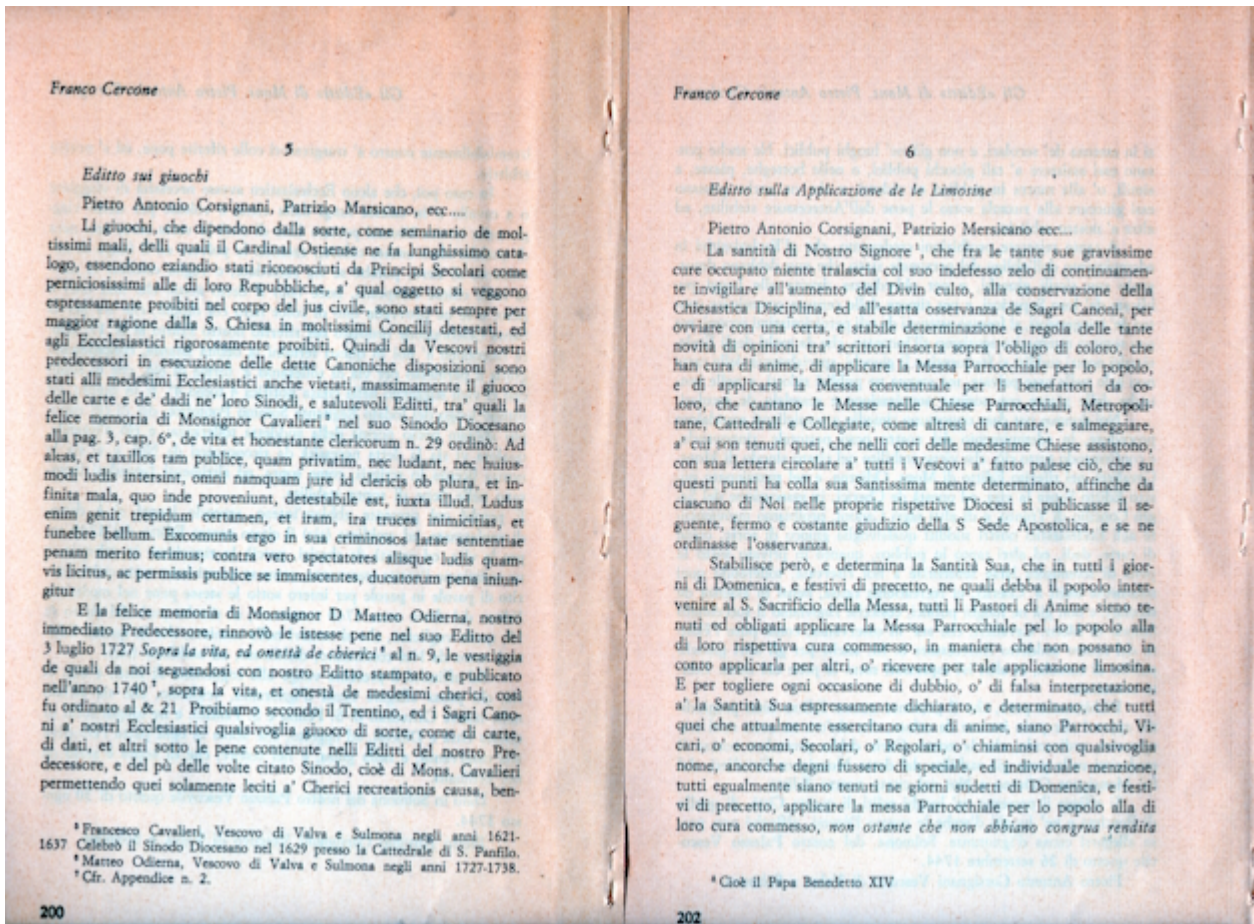 Franco Cercone
5
Editto sui giuochi
Pietro Antonio Corsignani, Patrizio Marsicano, ecc....
Li giuochi, che dipendono dalla sorte, come seminario de mol-
tissimi mali, delli quali il Cardinal Ostiense ne fa lunghissimo cata-
logo, essendono eziandio stati riconosciuti da Principi Secolari come
perniciosissimi alle di loro Repubbliche, a' qual oggetto si veggono
espressamente proibiti nel corpo del jus civile, sono stati sempre per
maggior ragione dalla S. Chiesa in moltissimi Concilij detestati, ed
agli Eccclesiastici rigorosamente proibiti. Quindi da Vescovi nostri
predecessori in esecuzione delle dette Canoniche disposizioni sono
stati alli medesimi Ecclesiastici anche vietati, massimamente il giuoco
delle carte e de' dadi ne' loro Sinodi, e salutevoli Editti, tra' quali la
felice memoria di Monsignor Cavalieri⁵ nel suo Sinodo Diocesano
alla pag. 3, cap. 6°, de vita et honestante clericorum n. 29 ordinò: Ad
aleas, et taxillos tam publice, quam privatim, nec ludant, nec huius-
modi ludis intersint, omni namquam jure id clericis ob plura, et in-
finita mala, quo inde proveniunt, detestabile est, iuxta illud. Ludus
enim genit trepidum certamen, et iram, ira truces inimicitias, et
funebre bellum. Excomunis ergo in sua criminosos latae sententiae
penam merito ferimus; contra vero spectatores alisque ludis quam-
vis licitus, ac permissis publice se immiscentes, ducatorum pena iniun-
gitur
E la felice memoria di Monsignor D Matteo Odierna, nostro
immediato Predecessore, rinnovò le istesse pene nel suo Editto del
3 luglio 1727 Sopra la vita, ed onestà de chierici⁶ al n. 9, le vestiggia
de quali da noi seguendosi con nostro Editto stampato, e publicato
nell'anno 1740⁷, sopra la vita, et onestà de medesimi cherici, così
fu ordinato al & 21 Proibiamo secondo il Trentino, ed i Sagri Cano-
ni a' nostri Ecclesiastici qualsivoglia giuoco di sorte, come di carte,
di dati, et altri sotto le pene contenute nelli Editti del nostro Pre-
decessore, e del pù delle volte citato Sinodo, cioè di Mons. Cavalieri
permettendo quei solamente leciti a' Cherici recreationis causa, ben-
⁵ Francesco Cavalieri, Vescovo di Valva e Sulmona negli anni 1621-
1637 Celebrò il Sinodo Diocesano nel 1629 presso la Cattedrale di S. Panfilo.
⁶ Matteo Odierna, Vescovo di Valva e Sulmona negli anni 1727-1738.
⁷ Cfr. Appendice n. 2.
200
Franco Cercone
6
Editto sulla Applicazione de le Limosine
Pietro Antonio Corsignani, Patrizio Mersicano ecc....
La santità di Nostro Signore⁸, che fra le tante sue gravissime
cure occupato niente tralascia col suo indefesso zelo di continuamen-
te invigilare all'aumento del Divin culto, alla conservazione della
Chiesastica Disciplina, ed all'esatta osservanza de Sagri Canoni, per
ovviare con una certa, e stabile determinazione e regola delle tante
novità di opinioni tra' scrittori insorta sopra l'obligo di coloro, che
han cura di anime, di applicare la Messa Parrocchiale per lo popolo,
e di applicarsi la Messa conventuale per li benefattori da co-
loro, che cantano le Messe nelle Chiese Parrocchiali, Metropoli-
tane, Cattedrali e Collegiate, come altresì di cantare, e salmeggiare,
a' cui son tenuti quei, che nelli cori delle medesime Chiese assistono,
con sua lettera circolare a' tutti i Vescovi a' fatto palese ciò, che su
questi punti ha colla sua Santissima mente determinato, affinche da
ciascuno di Noi nelle proprie rispettive Diocesi si publicasse il se-
guente, fermo e costante giudizio della S Sede Apostolica, e se ne
ordinasse l'osservanza.
Stabilisce però, e determina la Santità Sua, che in tutti i gior-
ni di Domenica, e festivi di precetto, ne quali debba il popolo inter-
venire al S. Sacrificio della Messa, tutti li Pastori di Anime sieno te-
nuti ed obligati applicare la Messa Parrocchiale pel lo popolo alla
di loro rispettiva cura commesso, in maniera che non possano in
conto applicarla per altri, o' ricevere per tale applicazione limosina.
E per togliere ogni occasione di dubbio, o' di falsa interpretazione,
a' la Santità Sua espressamente dichiarato, e determinato, che tutti
quei che attualmente essercitano cura di anime, siano Parrocchi, Vi-
cari, o' economi, Secolari, o' Regolari, o' chiaminsi con qualsivoglia
nome, ancorche degni fussero di speciale, ed individuale menzione,
tutti egualmente siano tenuti ne giorni sudetti di Domenica, e festi-
vi di precetto, applicare la messa Parrocchiale per lo popolo alla di
loro cura commesso, non ostante che non abbiano congrua rendita
⁸ Cioè il Papa Benedetto XIV
202